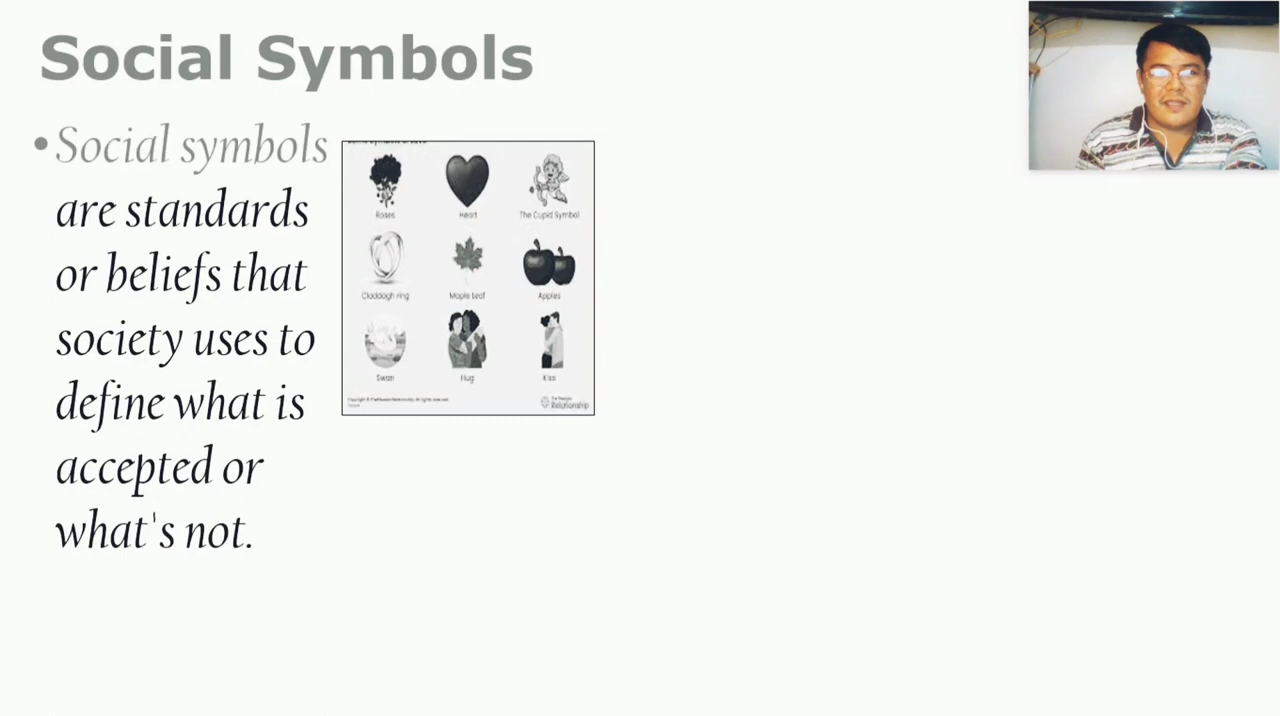 Social Symbols
•Social symbols
are standards
or beliefs that
society uses to
define what is
accepted or
what's not.
Roses Heart The Cupid Symbol
Claddagh ring Maple Leaf Apples
Swan Hug Kiss
Relationship